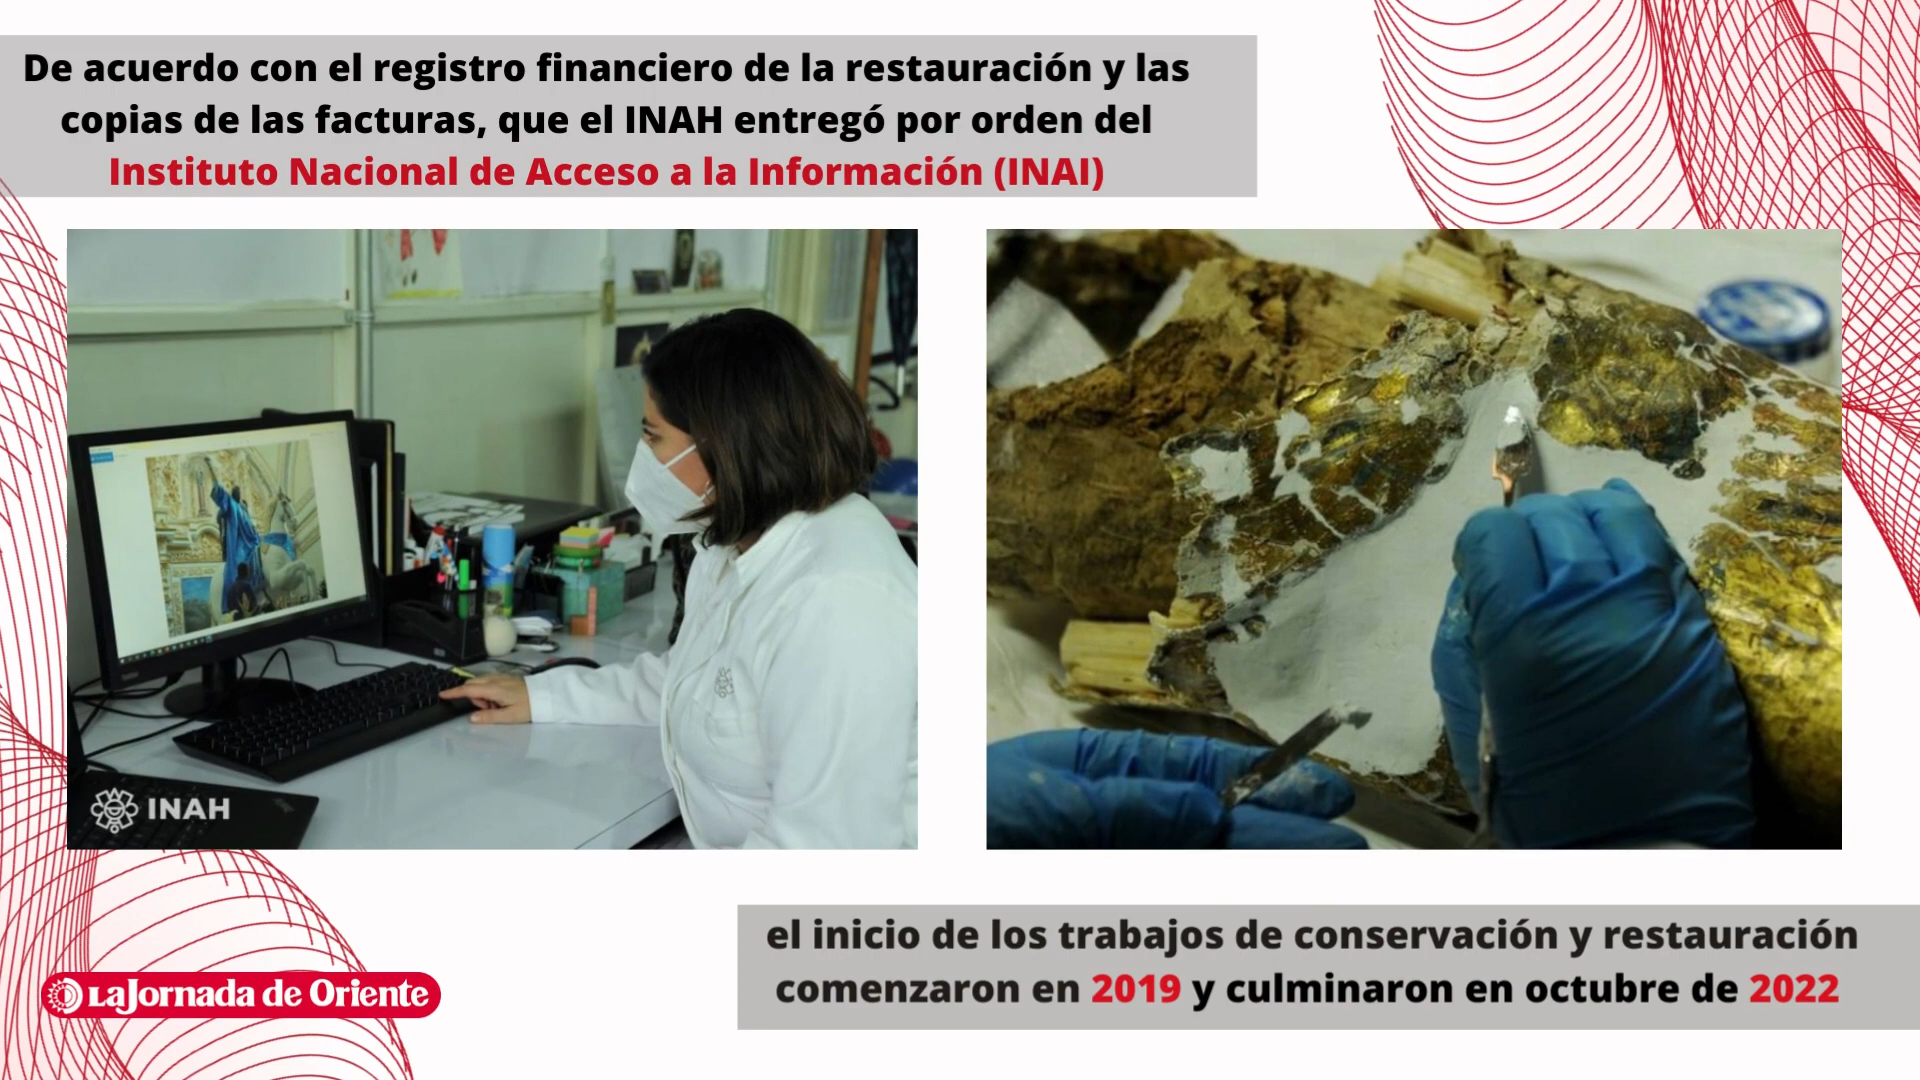 De acuerdo con el registro financiero de la restauración y las
copias de las facturas, que el INAH entregó por orden del
Instituto Nacional de Acceso a la Información (INAI)
INAH
el inicio de los trabajos de conservación y restauración
comenzaron en 2019 y culminaron en octubre de 2022
LaJornada de Oriente